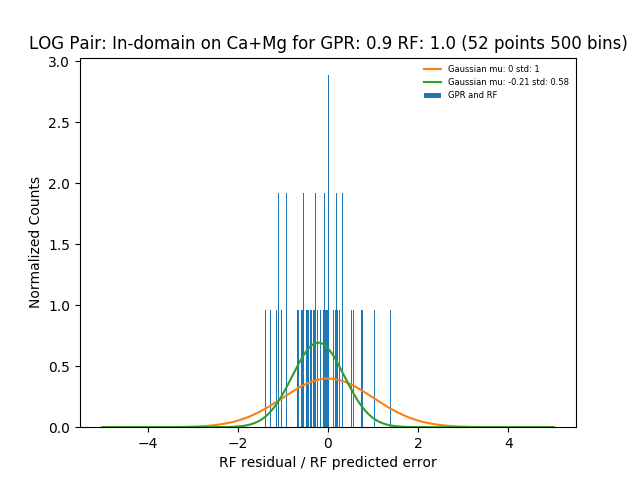 LOG Pair: In-domain on Ca+Mg for GPR: 0.9 RF: 1.0 (52 points 500 bins)
Gaussian mu: 0 std: 1
Gaussian mu: -0.21 std: 0.58
GPR and RF
3.0
2.5
2.0
1.5
1.0
0.5
0.0
Normalized Counts
−4 −2 0 2 4
RF residual / RF predicted error